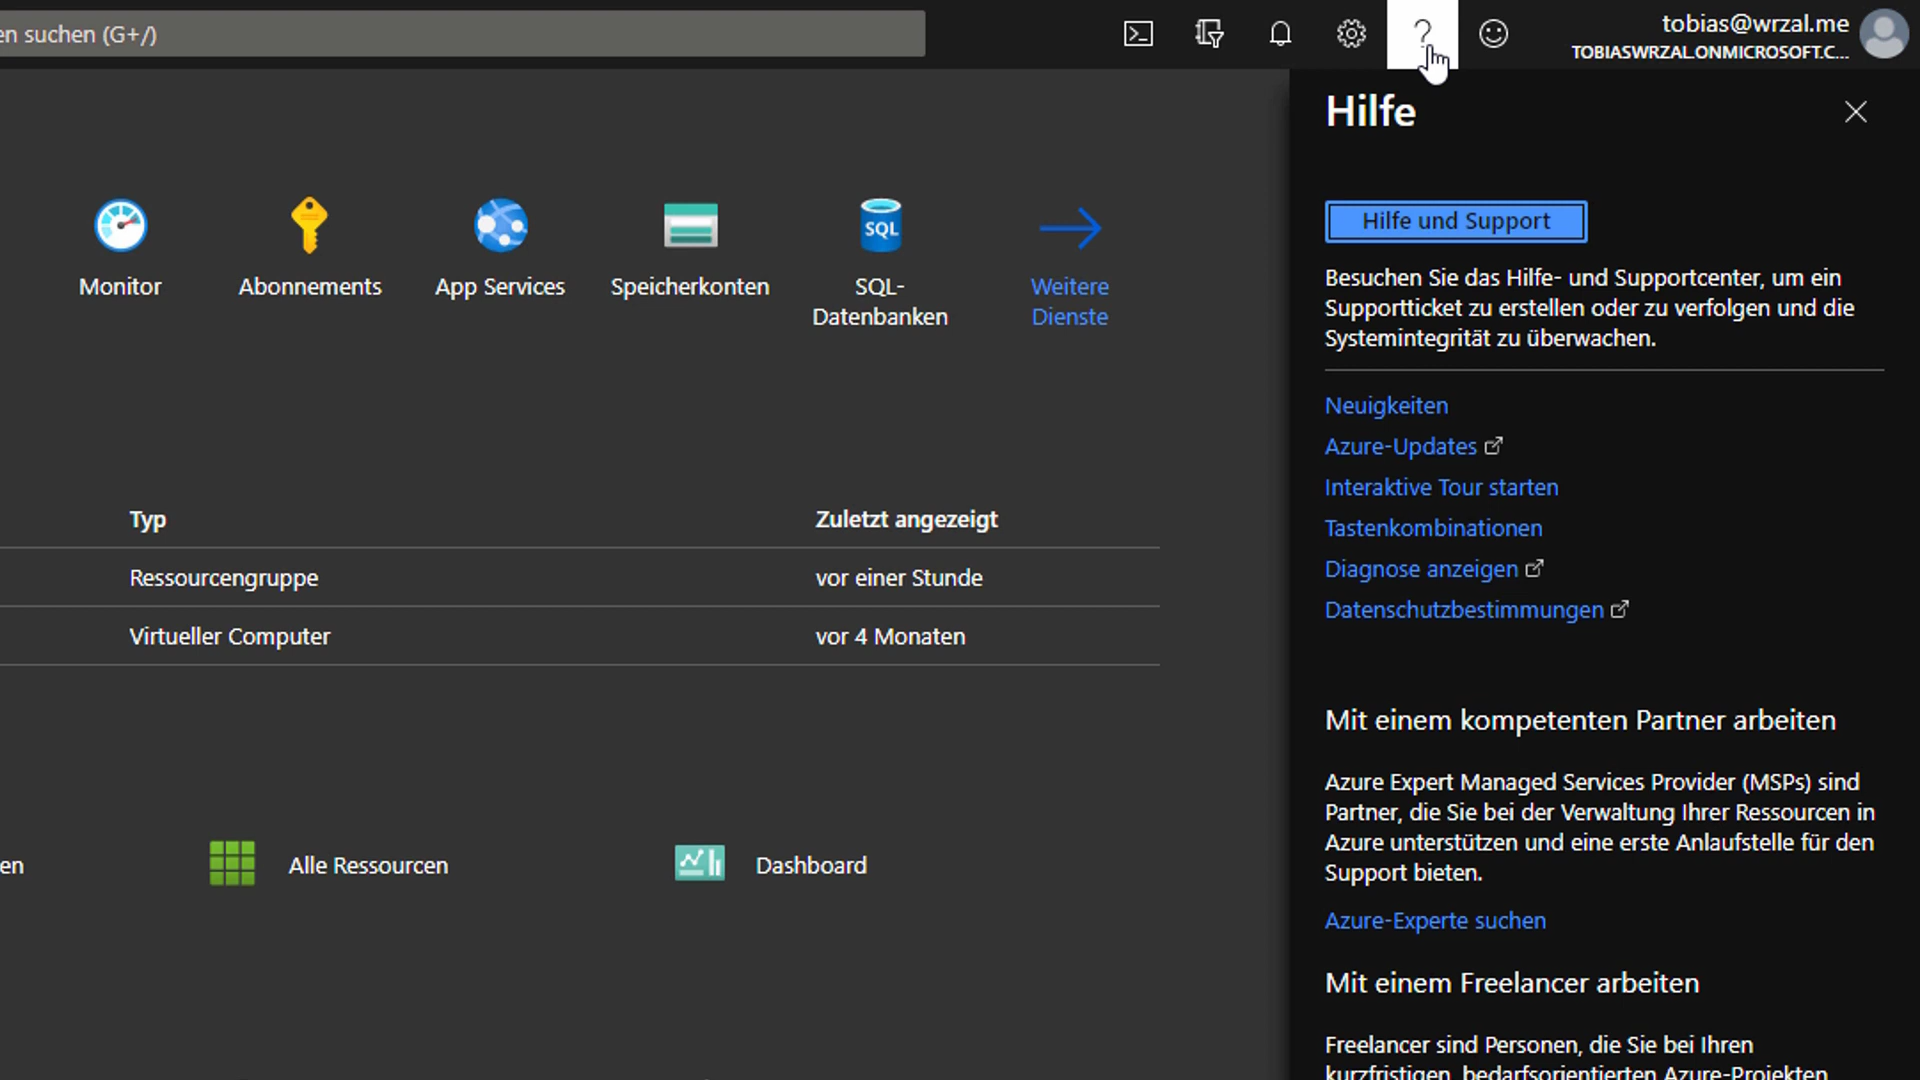 en suchen (G+/)
tobias@wrzal.me
TOBIASWRZAL.ONMICROSOFT.C...
Hilfe
Hilfe und Support
Besuchen Sie das Hilfe- und Supportcenter, um ein
Supportticket zu erstellen oder zu verfolgen und die
Systemintegrität zu überwachen.
Neuigkeiten
Azure-Updates
Interaktive Tour starten
Tastenkombinationen
Diagnose anzeigen
Datenschutzbestimmungen
Mit einem kompetenten Partner arbeiten
Azure Expert Managed Services Provider (MSPs) sind
Partner, die Sie bei der Verwaltung Ihrer Ressourcen in
Azure unterstützen und eine erste Anlaufstelle für den
Support bieten.
Azure-Experte suchen
Mit einem Freelancer arbeiten
Freelancer sind Personen, die Sie bei Ihren
kurzfristigen, bedarfsorientierten Azure-Projekten
Monitor
Abonnements
App Services
Speicherkonten
SQL
SQL-
Datenbanken
Weitere
Dienste
Typ
Zuletzt angezeigt
Ressourcengruppe
vor einer Stunde
Virtueller Computer
vor 4 Monaten
en
Alle Ressourcen
Dashboard